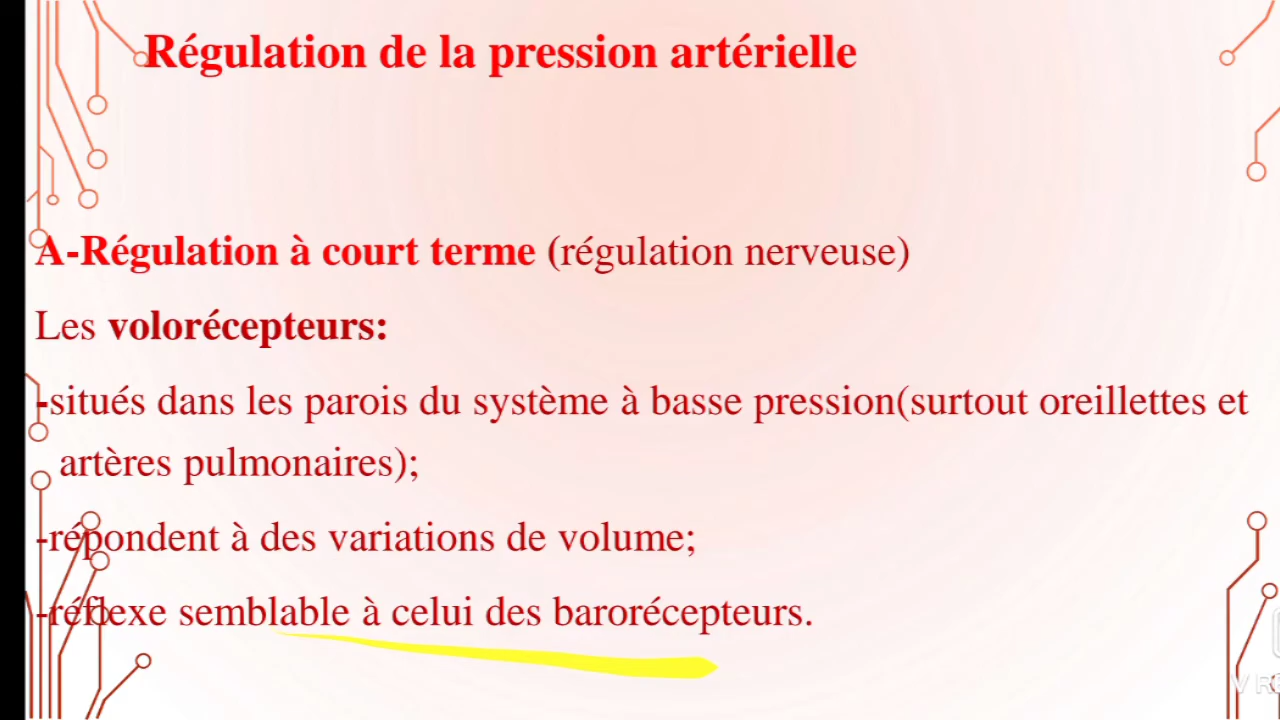 Régulation de la pression artérielle
A-Régulation à court terme (régulation nerveuse)
Les volorécepteurs:
-situés dans les parois du système à basse pression(surtout oreillettes et
artères pulmonaires);
-répondent à des variations de volume;
-réflexe semblable à celui des barorécepteurs.